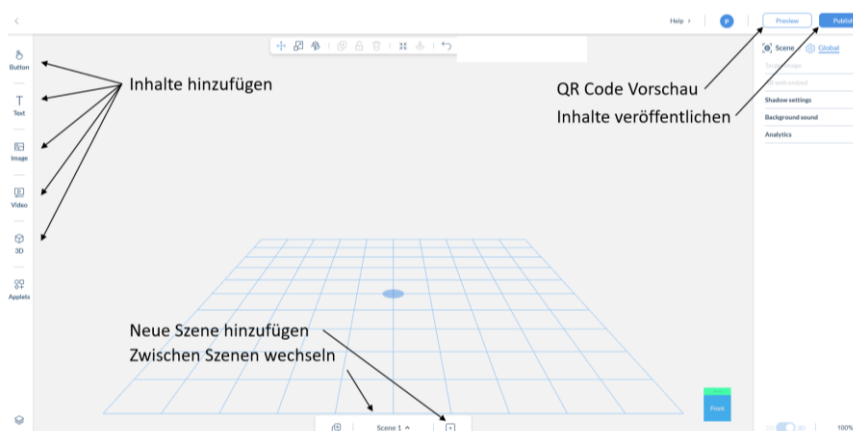 Help
P
Preview
Publish
Button
Text
Image
Video
3D
Applets
Inhalte hinzufügen
QR Code Vorschau
Inhalte veröffentlichen
Scene
Global
Shadow settings
Background sound
Analytics
Neue Szene hinzufügen
Zwischen Szenen wechseln
Scene 1
Front
100%